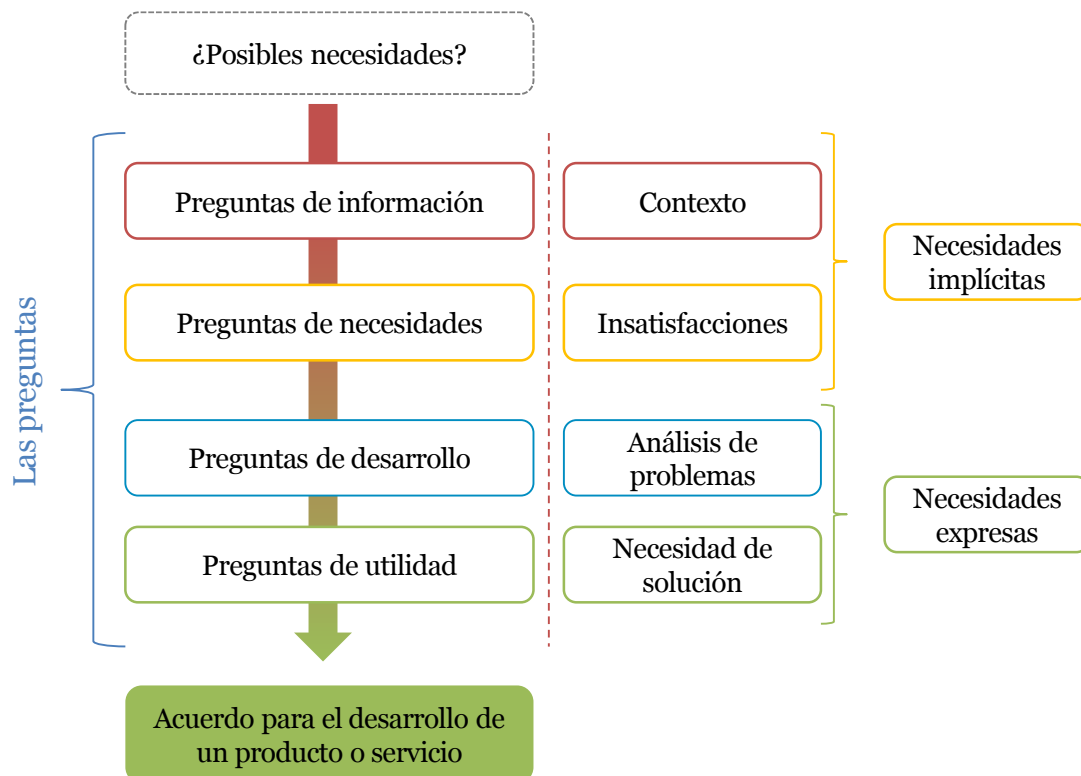 ¿Posibles necesidades?
Las preguntas
Preguntas de información
Contexto
Necesidades
implícitas
Preguntas de necesidades
Insatisfacciones
Preguntas de desarrollo
Análisis de
problemas
Necesidades
expresas
Preguntas de utilidad
Necesidad de
solución
Acuerdo para el desarrollo de
un producto o servicio